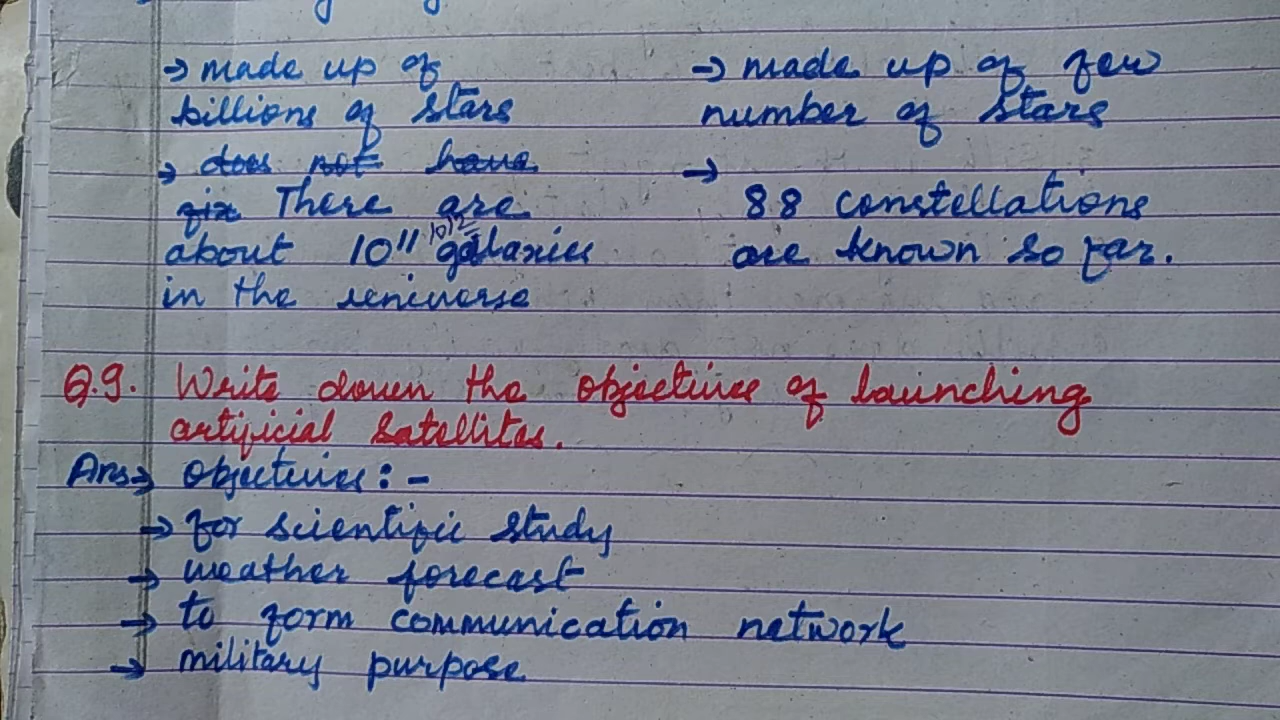 → made up of
billions of stars
→ does not have
fix There are
about 10¹¹ 10¹² galaxies
in the universe
→ made up of few
number of stars
→
88 constellations
are known so far.
Q.9. Write down the objectives of launching
artificial satellites.
Ans→ objectives:-
→ for scientific study
→ weather forecast
→ to form communication network
→ military purpose